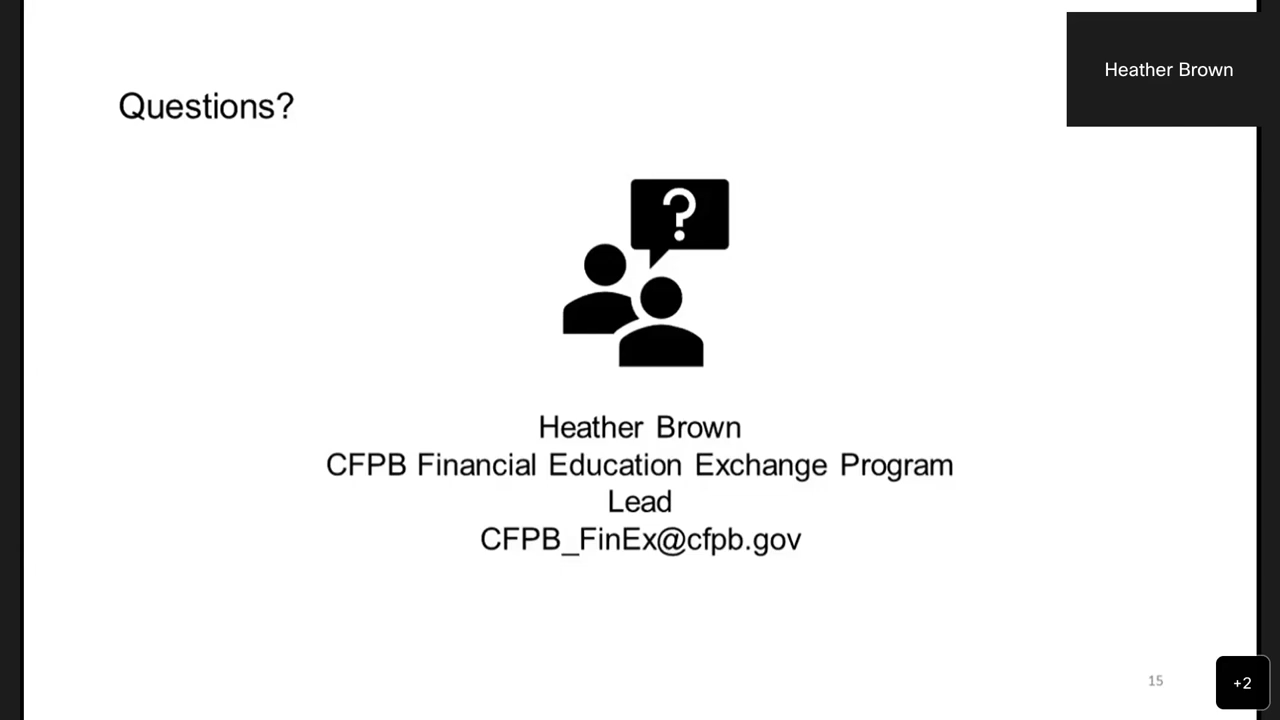 Heather Brown
Questions?
?
Heather Brown
CFPB Financial Education Exchange Program
Lead
CFPB_FinEx@cfpb.gov
15
+2